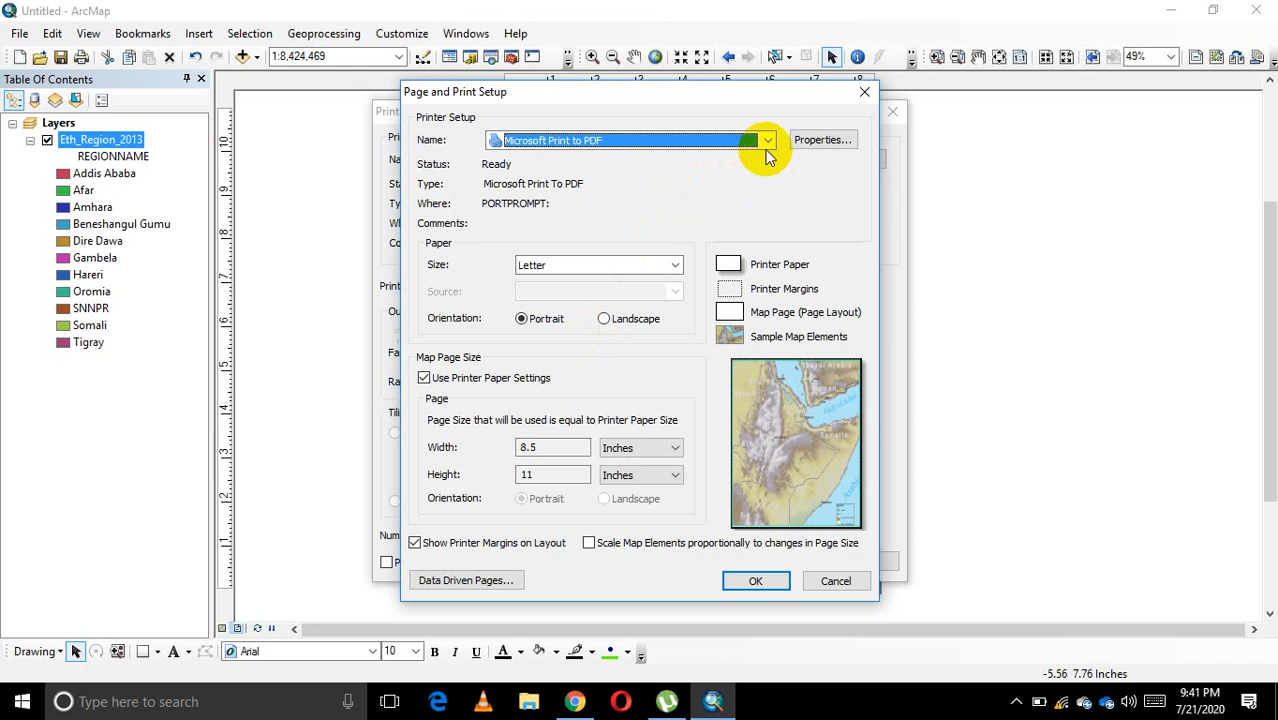 Untitled - ArcMap
File Edit View Bookmarks Insert Selection Geoprocessing Customize Windows Help
1:8,424,469
49%
Table Of Contents
Layers
Eth_Region_2013
REGIONNAME
Addis Ababa
Afar
Amhara
Beneshangul Gumu
Dire Dawa
Gambela
Hareri
Oromia
SNNPR
Somali
Tigray
Page and Print Setup
Printer Setup
Name: Microsoft Print to PDF Properties...
Status: Ready
Type: Microsoft Print To PDF
Where: PORTPROMPT:
Comments:
Paper
Size: Letter
Source:
Orientation: Portrait Landscape
Printer Paper
Printer Margins
Map Page (Page Layout)
Sample Map Elements
Map Page Size
Use Printer Paper Settings
Page
Page Size that will be used is equal to Printer Paper Size
Width: 8.5 Inches
Height: 11 Inches
Orientation: Portrait Landscape
Show Printer Margins on Layout
Scale Map Elements proportionally to changes in Page Size
Data Driven Pages... OK Cancel
Drawing Arial 10 B I U A
-5.56 7.76 Inches
Type here to search
9:41 PM
7/21/2020